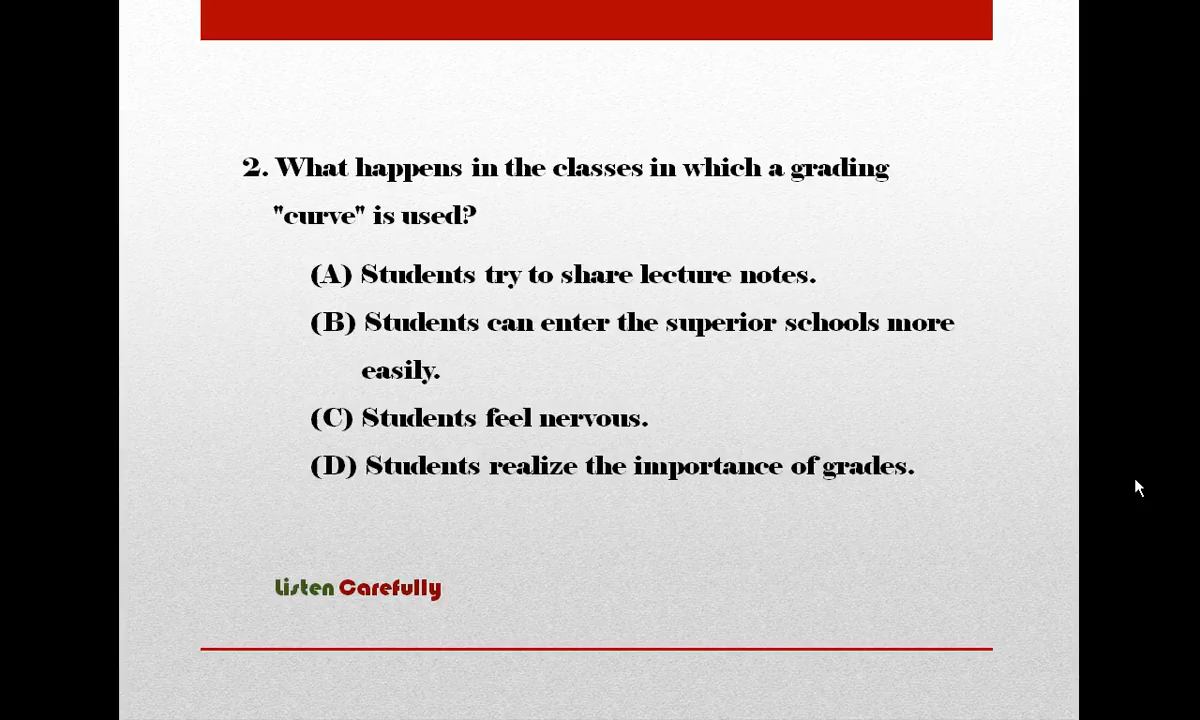 2. What happens in the classes in which a grading
"curve" is used?
(A) Students try to share lecture notes.
(B) Students can enter the superior schools more
easily.
(C) Students feel nervous.
(D) Students realize the importance of grades.
Listen Carefully